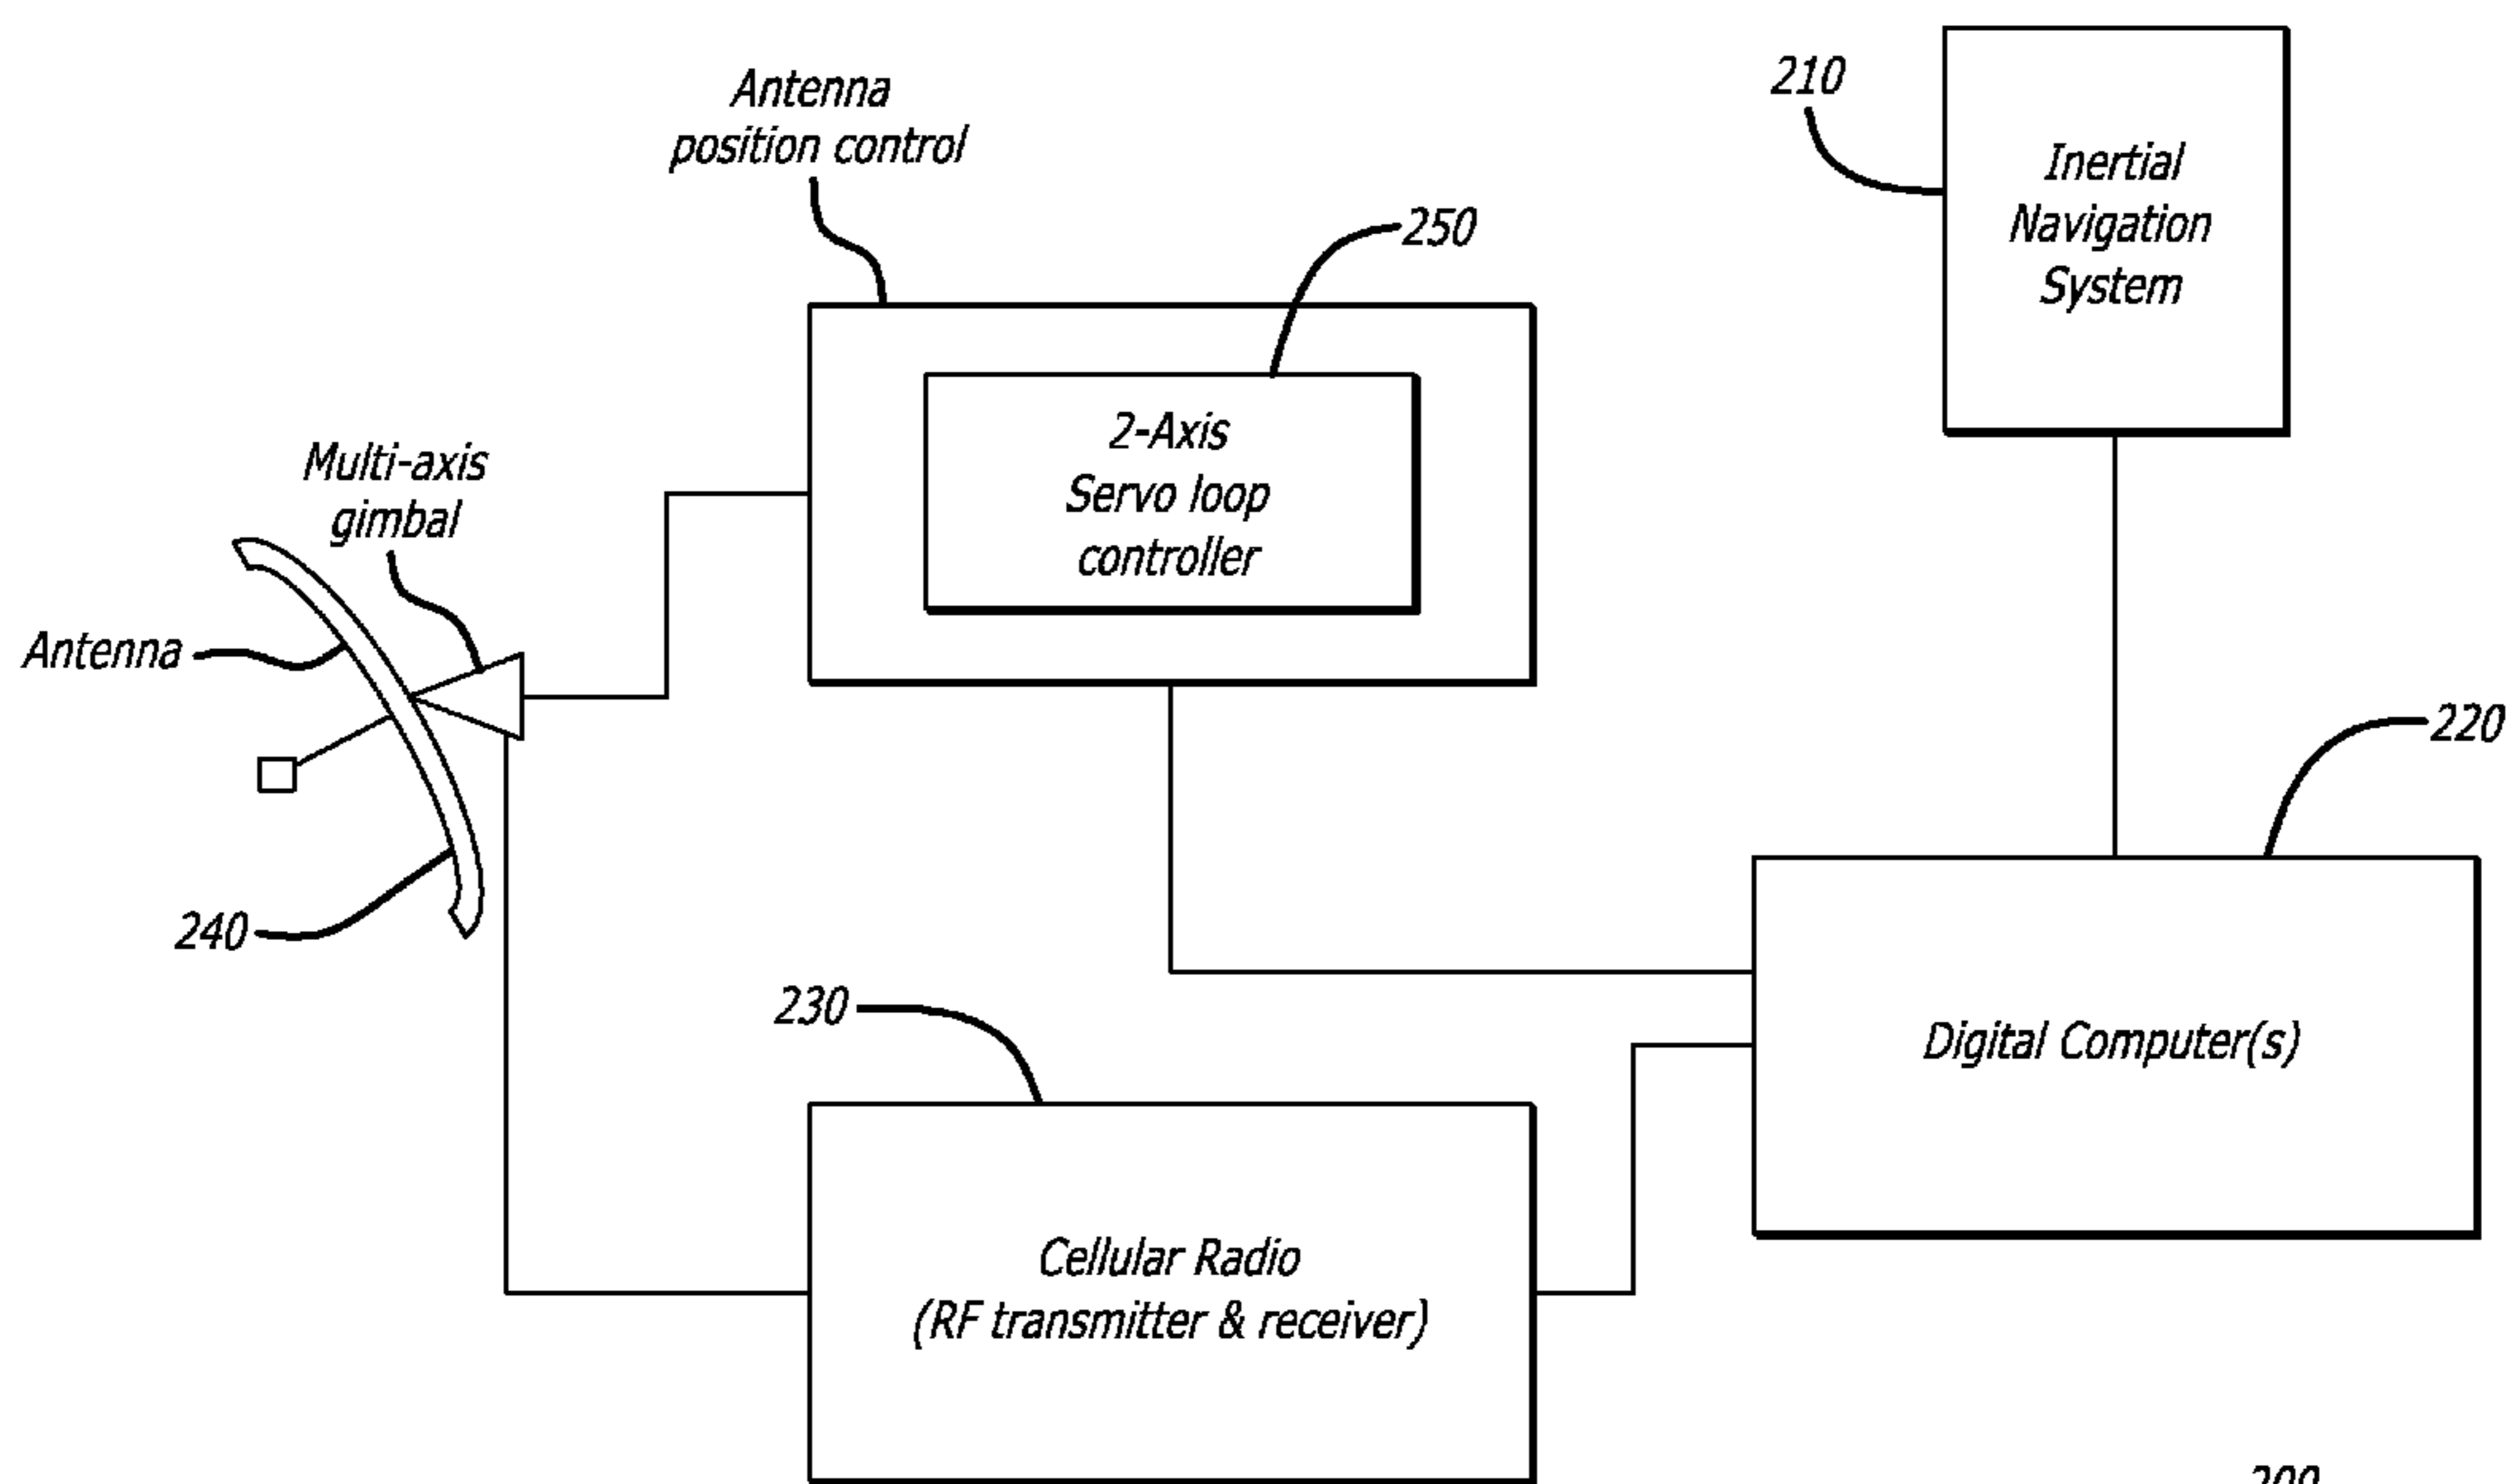 Antenna
position control
210
Inertial
Navigation
System
250
2-Axis
Servo loop
controller
Multi-axis
gimbal
Antenna
240
220
Digital Computer(s)
230
Cellular Radio
(RF transmitter & receiver)